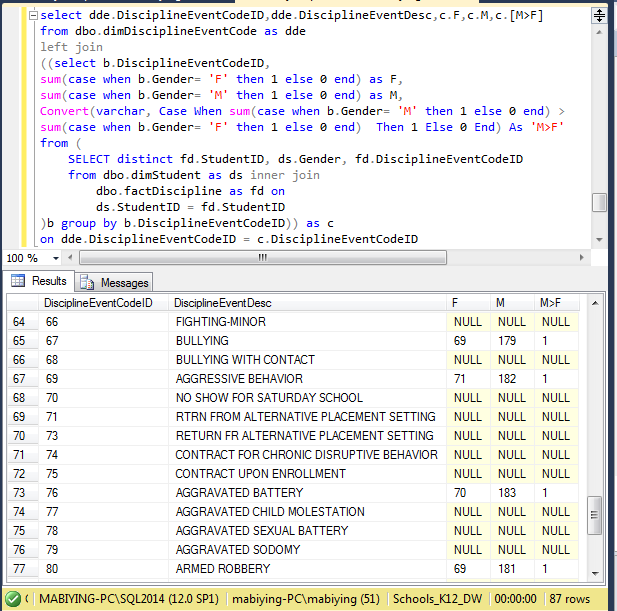 select dde.DisciplineEventCodeID,dde.DisciplineEventDesc,c.F,c.M,c.[M>F]
from dbo.dimDisciplineEventCode as dde
left join
((select b.DisciplineEventCodeID,
sum(case when b.Gender= 'F' then 1 else 0 end) as F,
sum(case when b.Gender= 'M' then 1 else 0 end) as M,
Convert(varchar, Case When sum(case when b.Gender= 'M' then 1 else 0 end) >
sum(case when b.Gender= 'F' then 1 else 0 end)  Then 1 Else 0 End) As 'M>F'
from (
SELECT distinct fd.StudentID, ds.Gender, fd.DisciplineEventCodeID
from dbo.dimStudent as ds inner join
dbo.factDiscipline as fd on
ds.StudentID = fd.StudentID
)b group by b.DisciplineEventCodeID)) as c
on dde.DisciplineEventCodeID = c.DisciplineEventCodeID
100 %
Results Messages
DisciplineEventCodeID DisciplineEventDesc F M M>F
64 66 FIGHTING-MINOR NULL NULL NULL
65 67 BULLYING 69 179 1
66 68 BULLYING WITH CONTACT NULL NULL NULL
67 69 AGGRESSIVE BEHAVIOR 71 182 1
68 70 NO SHOW FOR SATURDAY SCHOOL NULL NULL NULL
69 71 RTRN FROM ALTERNATIVE PLACEMENT SETTING NULL NULL NULL
70 73 RETURN FR ALTERNATIVE PLACEMENT SETTING NULL NULL NULL
71 74 CONTRACT FOR CHRONIC DISRUPTIVE BEHAVIOR NULL NULL NULL
72 75 CONTRACT UPON ENROLLMENT NULL NULL NULL
73 76 AGGRAVATED BATTERY 70 183 1
74 77 AGGRAVATED CHILD MOLESTATION NULL NULL NULL
75 78 AGGRAVATED SEXUAL BATTERY NULL NULL NULL
76 79 AGGRAVATED SODOMY NULL NULL NULL
77 80 ARMED ROBBERY 69 181 1
MABIYING-PC\SQL2014 (12.0 SP1) mabiying-PC\mabiying (51) Schools_K12_DW 00:00:00 87 rows